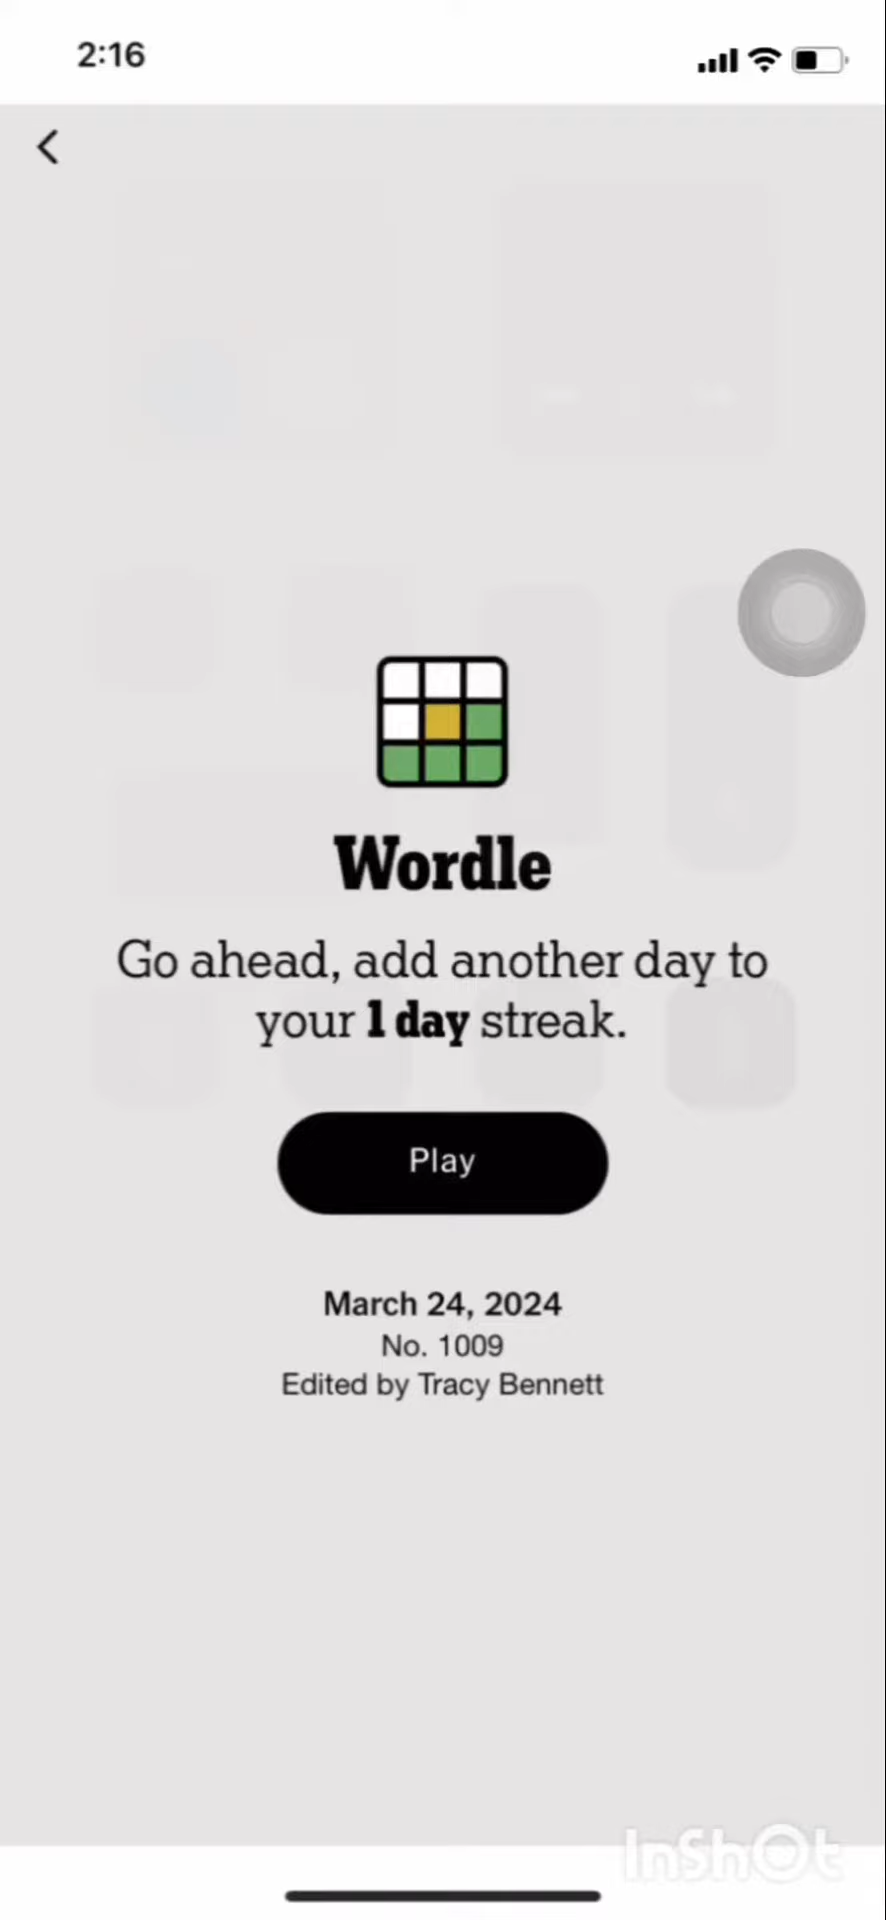 2:16
Wordle
Go ahead, add another day to
your 1 day streak.
Play
March 24, 2024
No. 1009
Edited by Tracy Bennett
InShOt